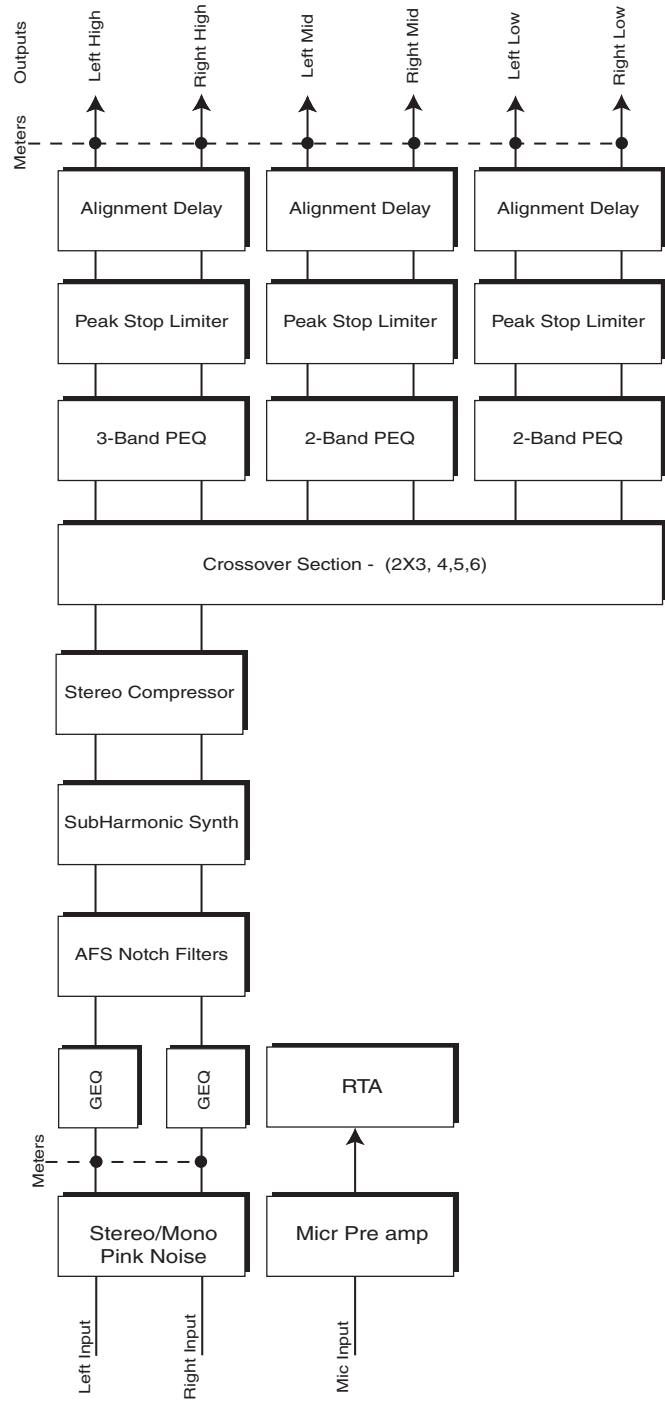 Outputs
Left High
Right High
Left Mid
Right Mid
Left Low
Right Low
Meters
Alignment Delay
Alignment Delay
Alignment Delay
Peak Stop Limiter
Peak Stop Limiter
Peak Stop Limiter
3-Band PEQ
2-Band PEQ
2-Band PEQ
Crossover Section - (2X3, 4,5,6)
Stereo Compressor
SubHarmonic Synth
AFS Notch Filters
GEQ
GEQ
RTA
Meters
Stereo/Mono
Pink Noise
Micr Pre amp
Left Input
Right Input
Mic Input